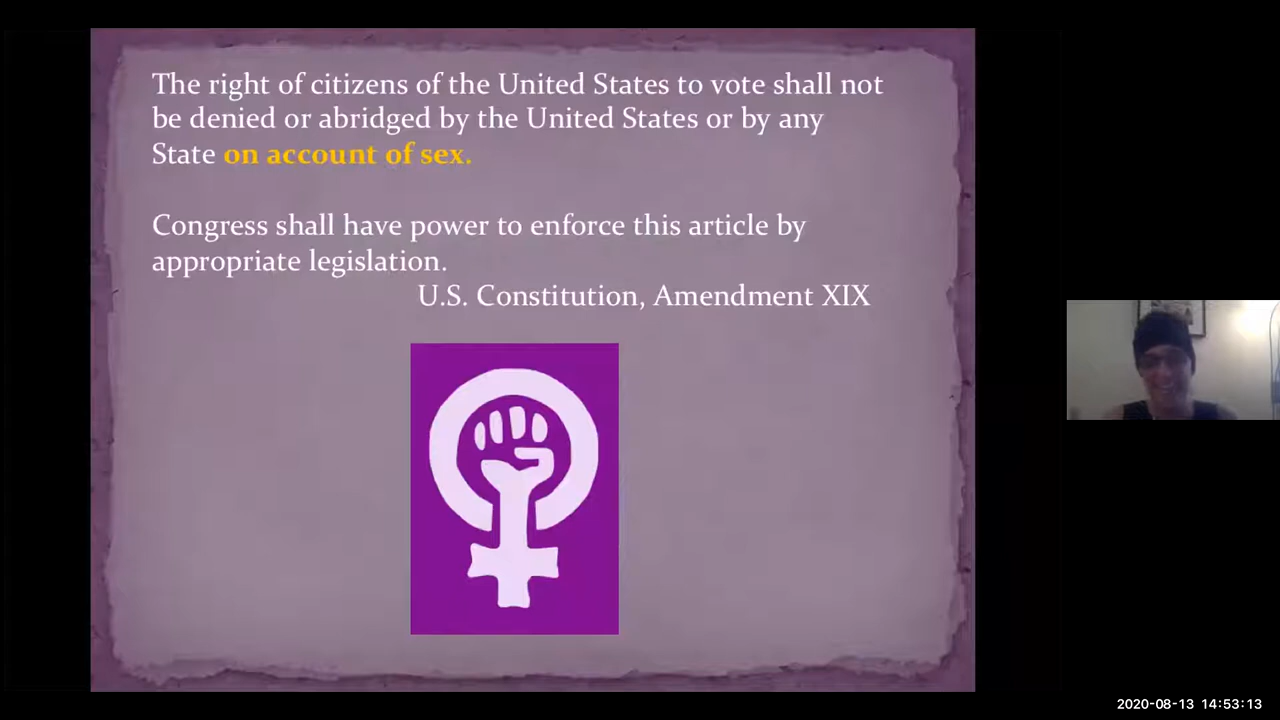 The right of citizens of the United States to vote shall not
be denied or abridged by the United States or by any
State on account of sex.
Congress shall have power to enforce this article by
appropriate legislation.
U.S. Constitution, Amendment XIX
2020-08-13 14:53:13